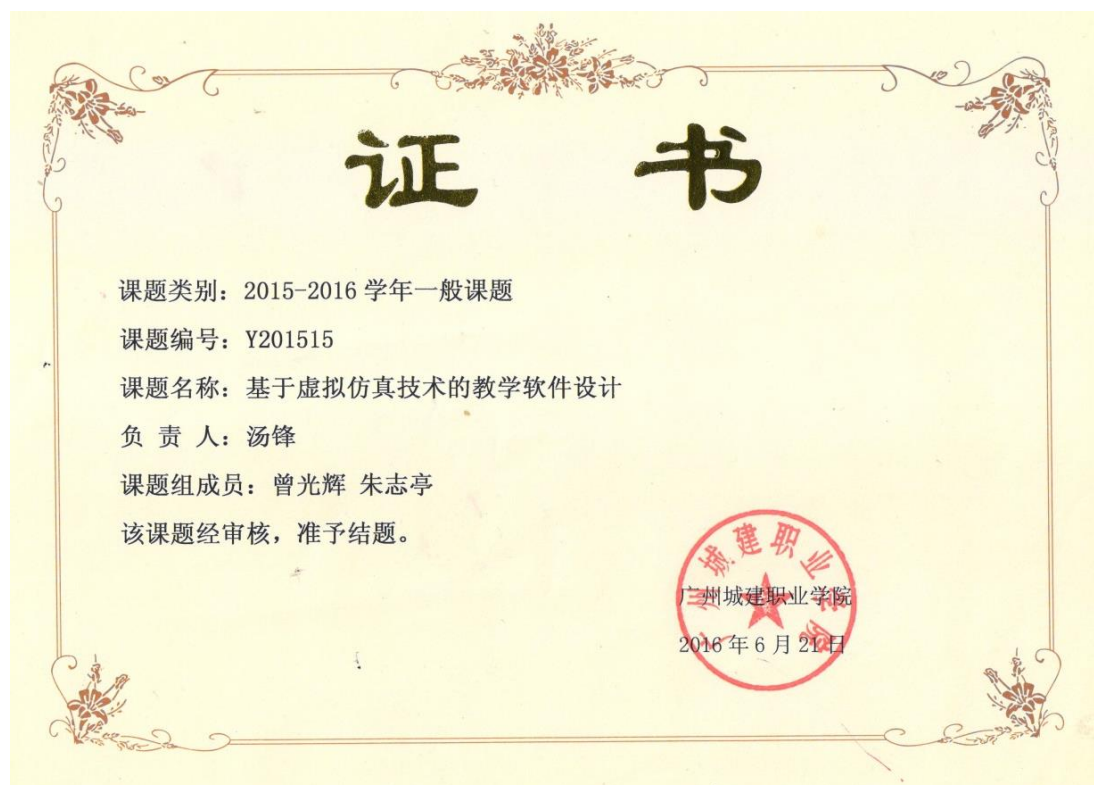 证 书
课题类别：2015-2016 学年一般课题
课题编号：Y201515
课题名称：基于虚拟仿真技术的教学软件设计
负 责 人：汤锋
课题组成员：曾光辉 朱志亭
该课题经审核，准予结题。
广州城建职业学院
广州城建职业学院
2016 年 6 月 21 日